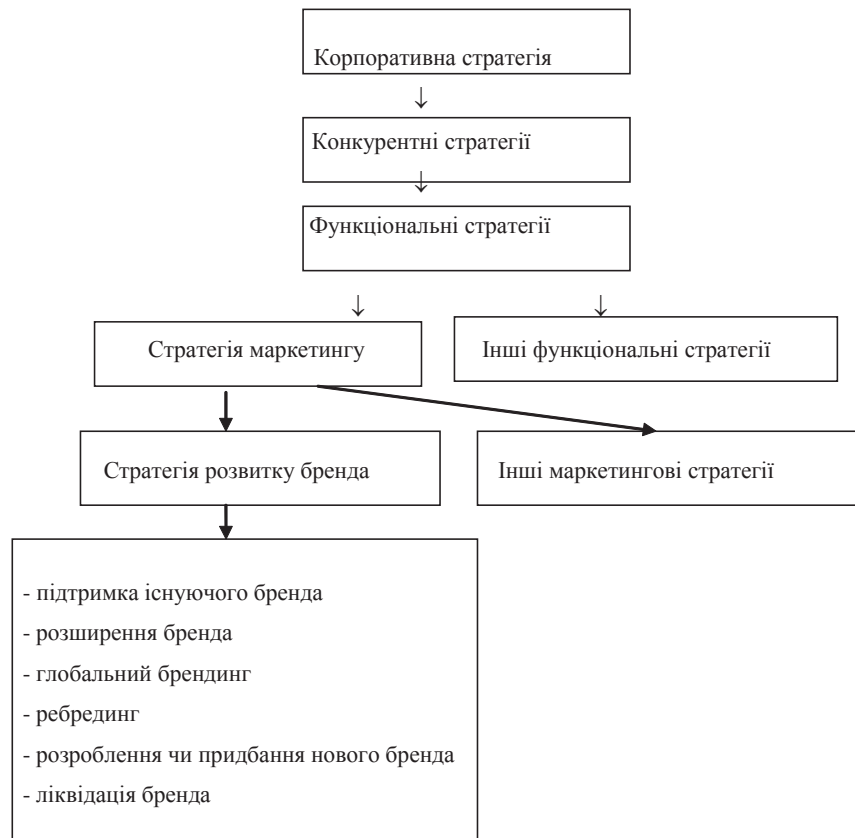 Корпоративна стратегія
Конкурентні стратегії
Функціональні стратегії
Стратегія маркетингу
Інші функціональні стратегії
Стратегія розвитку бренда
Інші маркетингові стратегії
- підтримка існуючого бренда
- розширення бренда
- глобальний брендинг
- ребрединг
- розроблення чи придбання нового бренда
- ліквідація бренда